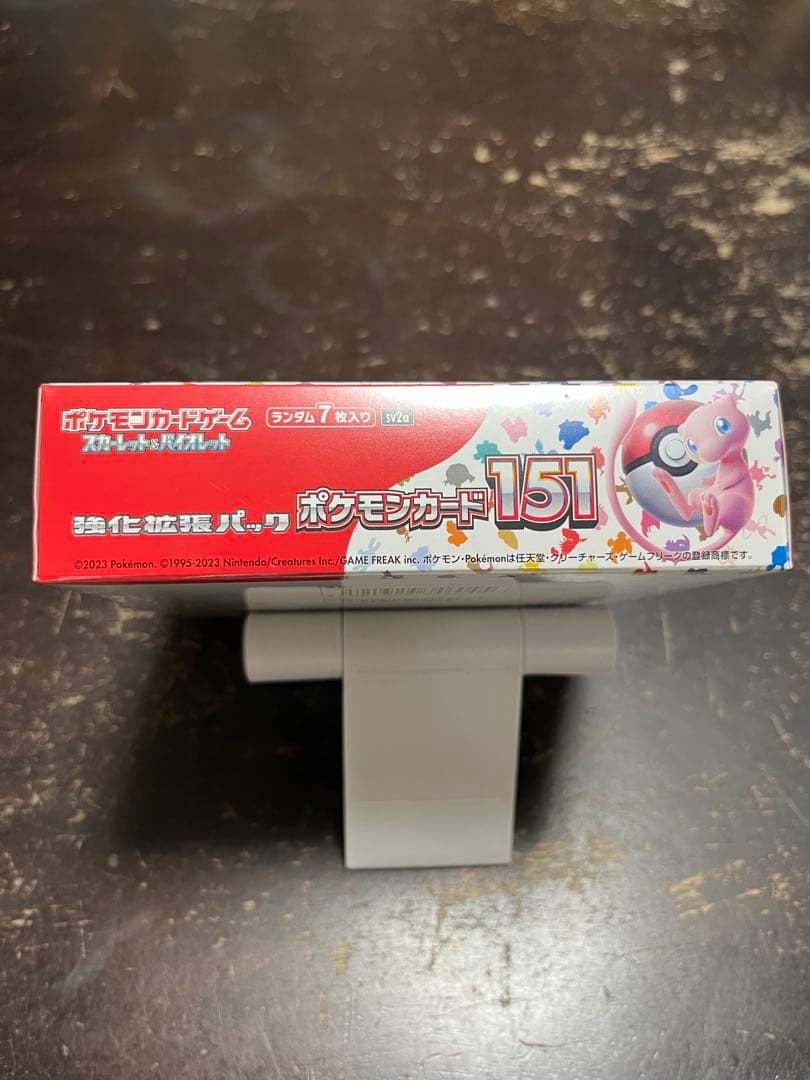 ポケモンカードゲーム
スカーレット&バイオレット
ランダム7枚入り sv2a
強化拡張パック ポケモンカード151
©2023 Pokémon. ©1995-2023 Nintendo/Creatures Inc./GAME FREAK inc. ポケモン・Pokémonは任天堂・クリーチャーズ・ゲームフリークの登録商標です。